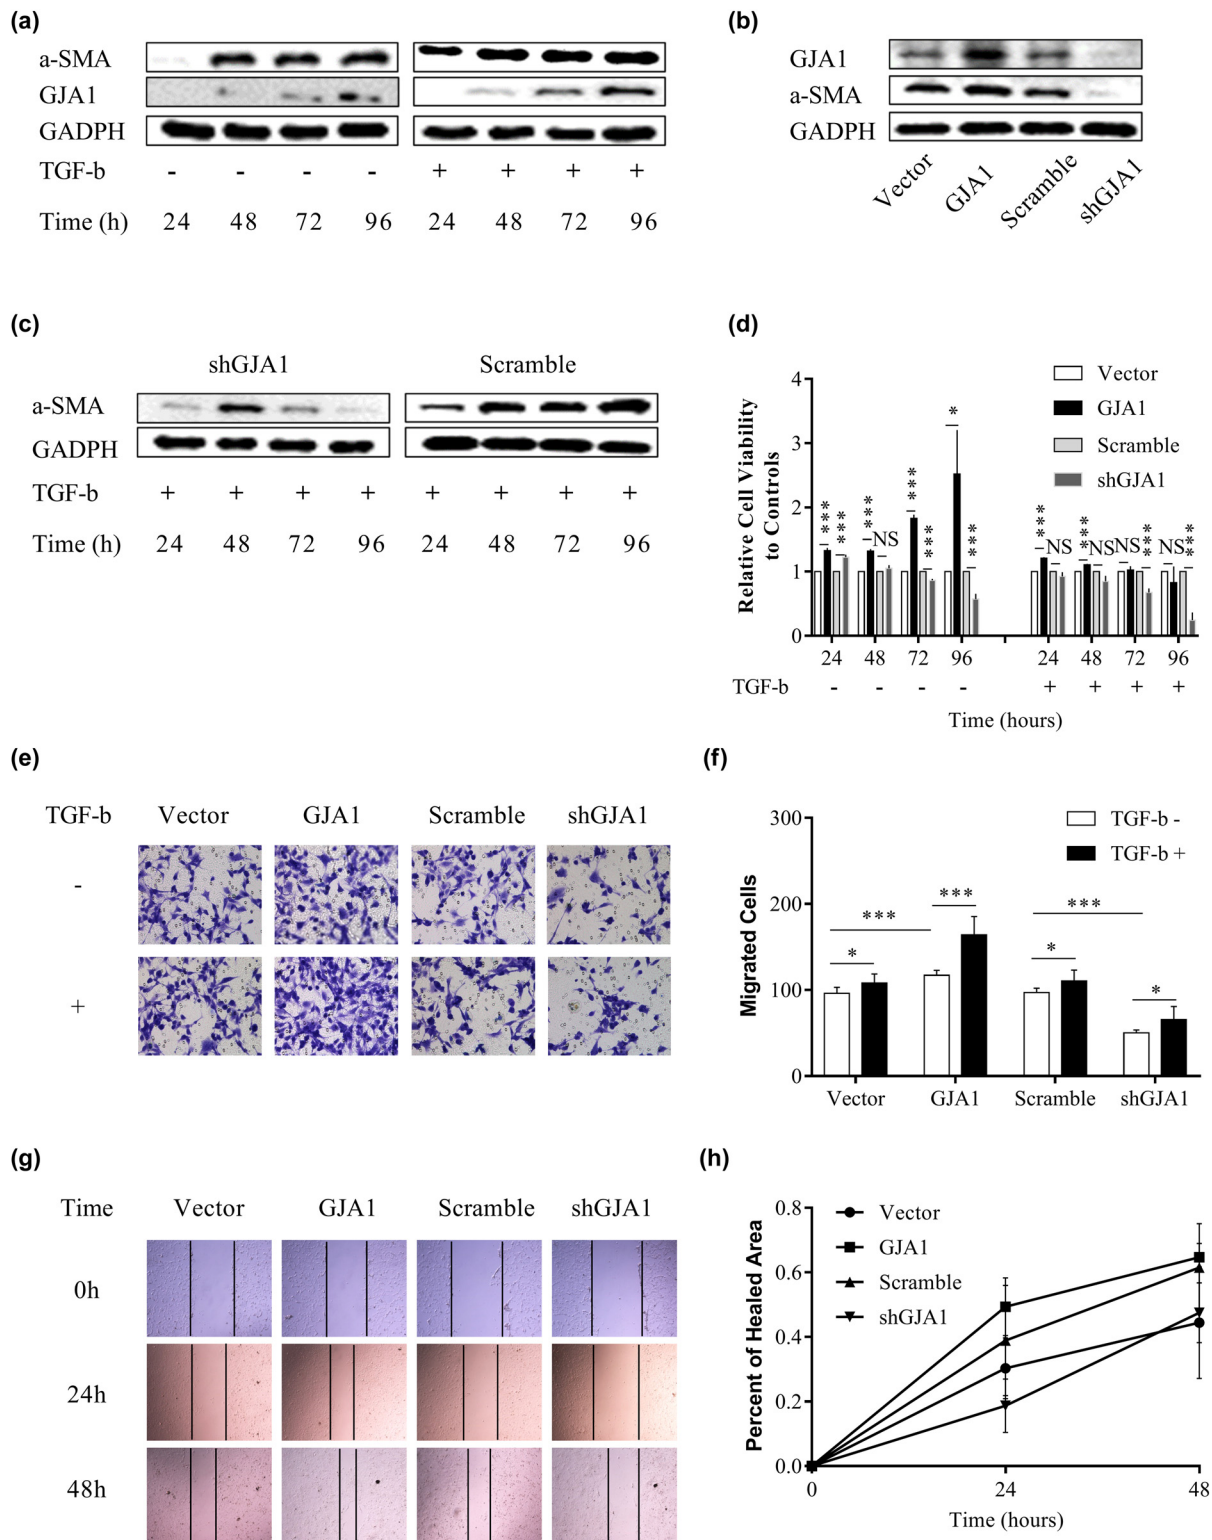 (a)
a-SMA
GJA1
GADPH
TGF-b - - - - + + + +
Time (h) 24 48 72 96 24 48 72 96
(b)
GJA1
a-SMA
GADPH
Vector GJA1 Scramble shGJA1
(c)
shGJA1 Scramble
a-SMA
GADPH
TGF-b + + + + + + + +
Time (h) 24 48 72 96 24 48 72 96
(d)
Vector
GJA1
Scramble
shGJA1
Relative Cell Viability
to Controls
4
3
2
1
0
*** *** *** NS *** *** * *** *** NS *** NS NS *** NS ***
24 48 72 96 24 48 72 96
TGF-b - - - - + + + +
Time (hours)
(e)
TGF-b Vector GJA1 Scramble shGJA1
-
+
(f)
TGF-b -
TGF-b +
Migrated Cells
300
200
100
0
*** * *** *** * *
Vector GJA1 Scramble shGJA1
(g)
Time Vector GJA1 Scramble shGJA1
0h
24h
48h
(h)
Vector
GJA1
Scramble
shGJA1
Percent of Healed Area
0.8
0.6
0.4
0.2
0.0
0 24 48
Time (hours)